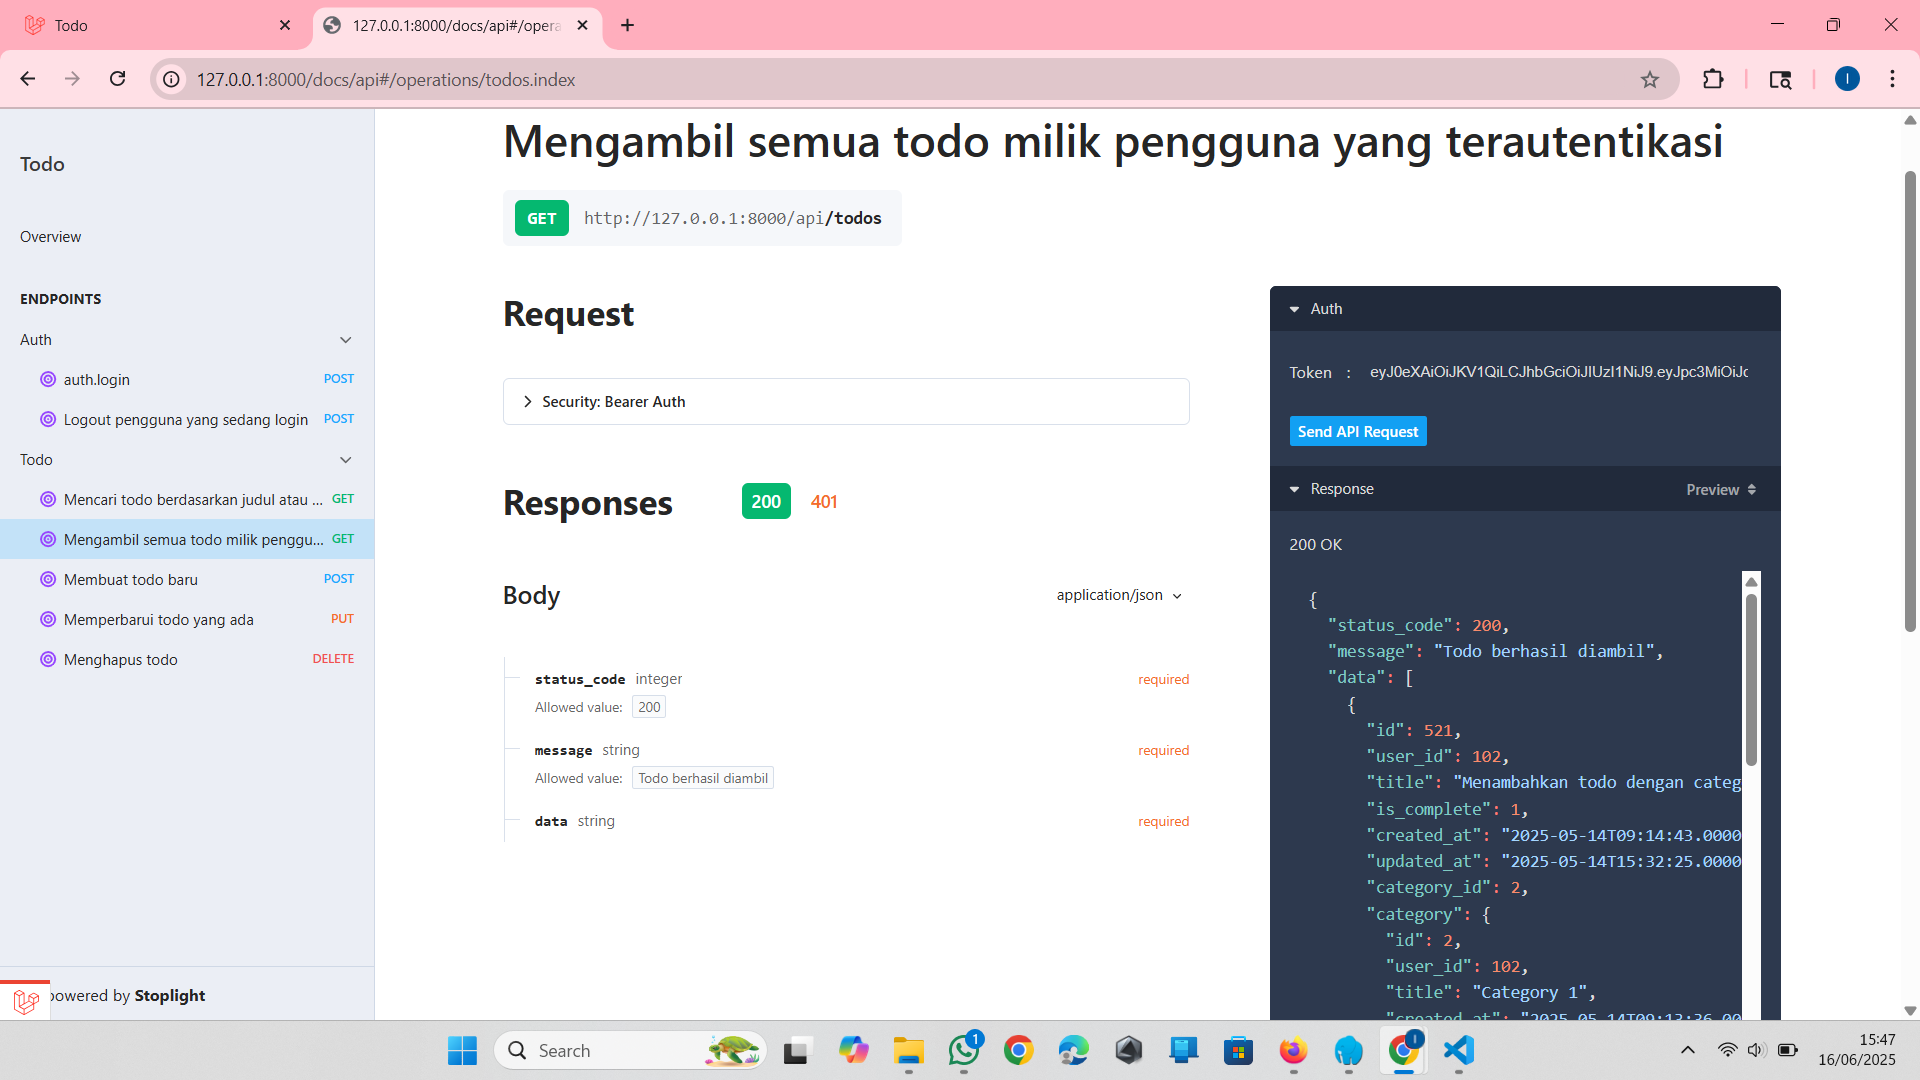 Todo
127.0.0.1:8000/docs/api#/opera
127.0.0.1:8000/docs/api#/operations/todos.index
I
Todo
Overview
ENDPOINTS
Auth
auth.login POST
Logout pengguna yang sedang login POST
Todo
Mencari todo berdasarkan judul atau ... GET
Mengambil semua todo milik penggu... GET
Membuat todo baru POST
Memperbarui todo yang ada PUT
Menghapus todo DELETE
powered by Stoplight
Mengambil semua todo milik pengguna yang terautentikasi
GET http://127.0.0.1:8000/api/todos
Request
Security: Bearer Auth
Responses 200 401
Body application/json
status_code integer required
Allowed value: 200
message string required
Allowed value: Todo berhasil diambil
data string required
Auth
Token : eyJ0eXAiOiJKV1QiLCJhbGciOiJIUzI1NiJ9.eyJpc3MiOiJc
Send API Request
Response Preview
200 OK
{
"status_code": 200,
"message": "Todo berhasil diambil",
"data": [
{
"id": 521,
"user_id": 102,
"title": "Menambahkan todo dengan categ
"is_complete": 1,
"created_at": "2025-05-14T09:14:43.0000
"updated_at": "2025-05-14T15:32:25.0000
"category_id": 2,
"category": {
"id": 2,
"user_id": 102,
"title": "Category 1",
"created_at": "2025-05-14T09:13:36.00
Search
1
I
15:47
16/06/2025